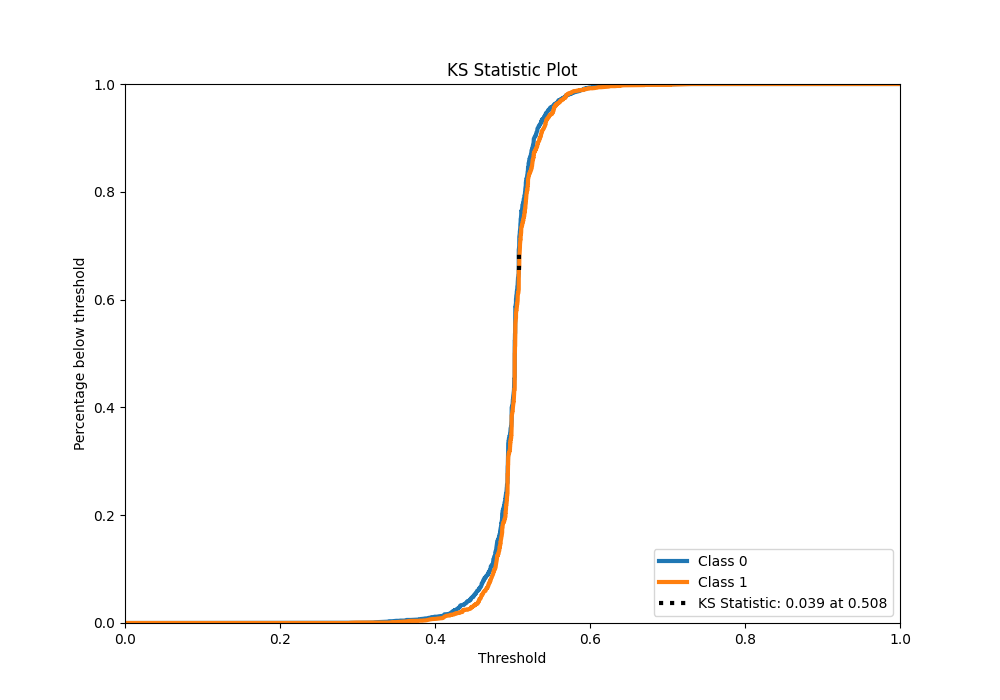 KS Statistic Plot
1.0
0.8
0.6
0.4
0.2
0.0
Percentage below threshold
0.0 0.2 0.4 0.6 0.8 1.0
Threshold
Class 0
Class 1
KS Statistic: 0.039 at 0.508